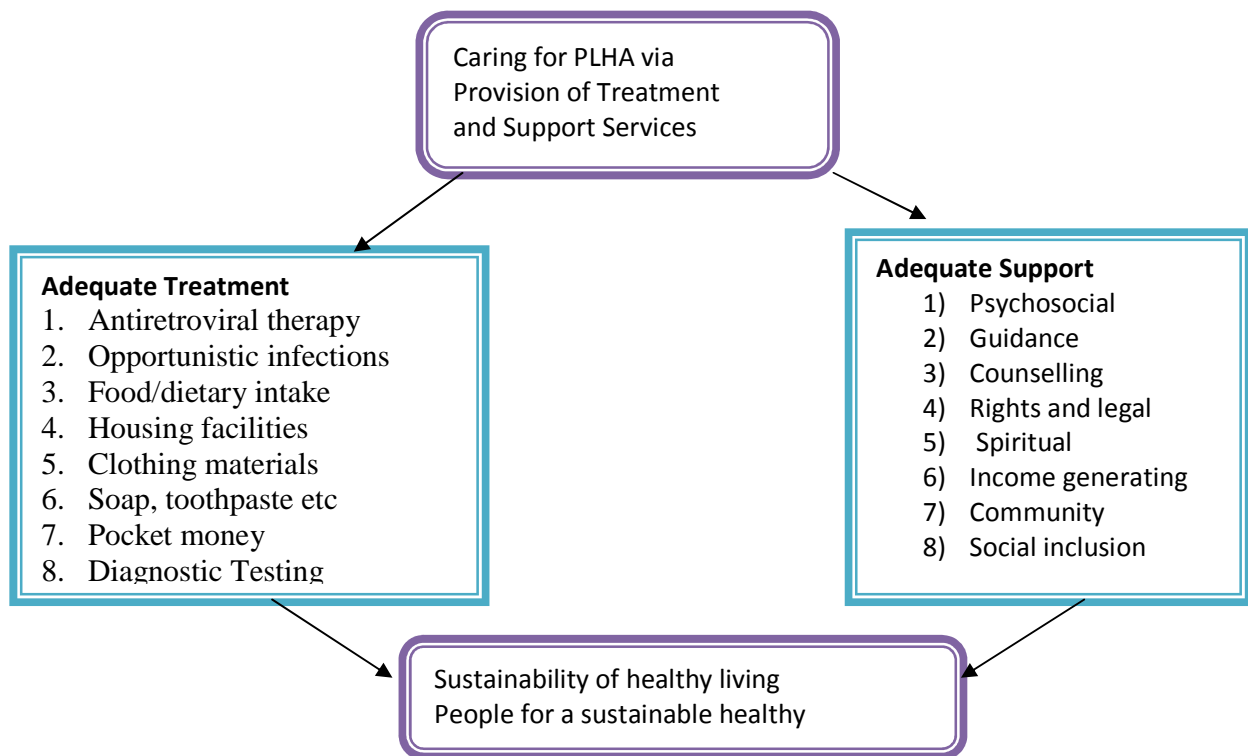 Caring for PLHA via
Provision of Treatment
and Support Services
Adequate Treatment
1. Antiretroviral therapy
2. Opportunistic infections
3. Food/dietary intake
4. Housing facilities
5. Clothing materials
6. Soap, toothpaste etc
7. Pocket money
8. Diagnostic Testing
Adequate Support
1) Psychosocial
2) Guidance
3) Counselling
4) Rights and legal
5) Spiritual
6) Income generating
7) Community
8) Social inclusion
Sustainability of healthy living
People for a sustainable healthy